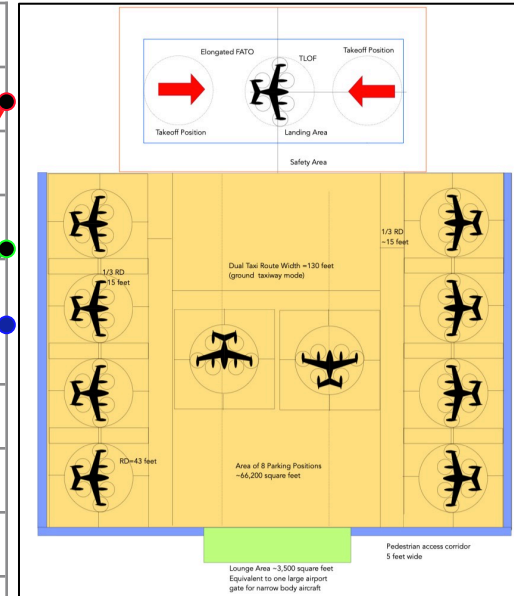 Elongated FATO
TLOF
Takeoff Position
Takeoff Position
Landing Area
Safety Area
1/3 RD
~15 feet
1/3 RD
~15 feet
Dual Taxi Route Width =130 feet
(ground taxiway mode)
RD=43 feet
Area of 8 Parking Positions
~66,200 square feet
Pedestrian access corridor
5 feet wide
Lounge Area ~3,500 square feet
Equivalent to one large airport
gate for narrow body aircraft